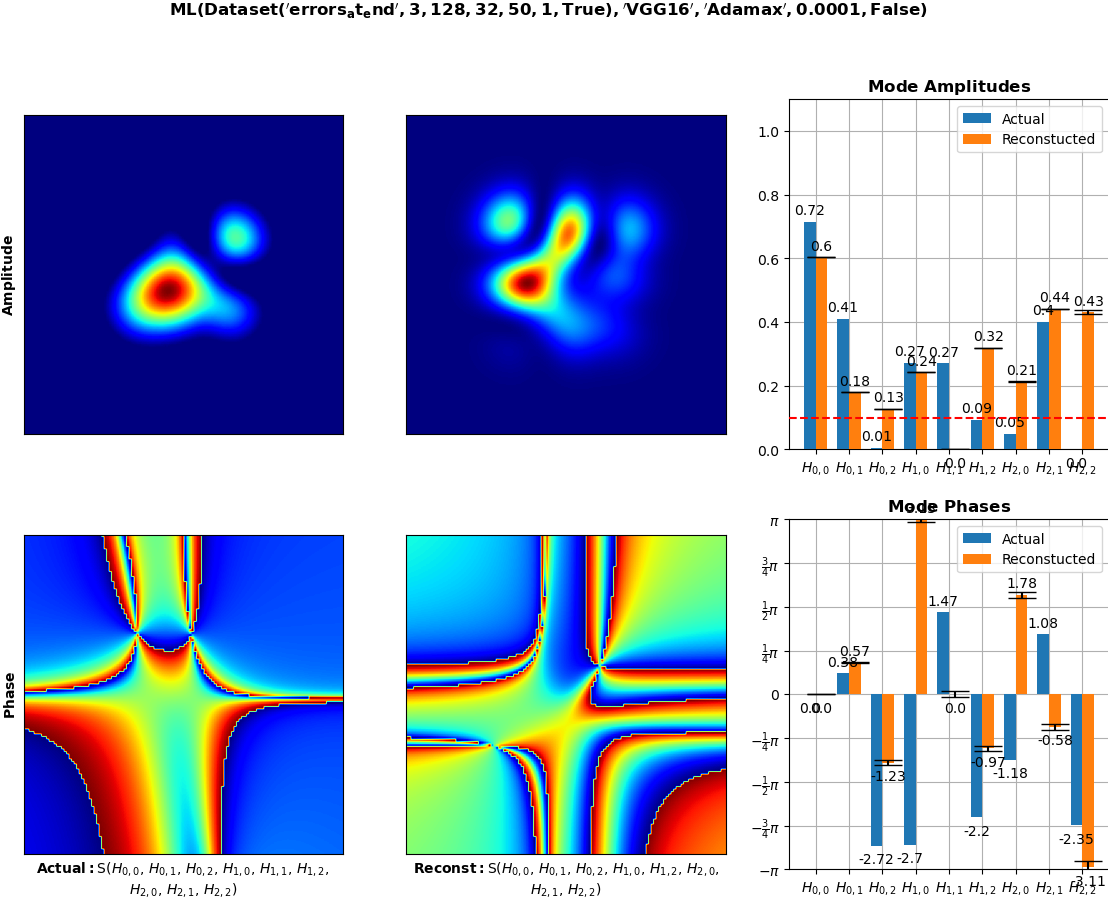 ML(Dataset('errors_at_end', 3, 128, 32, 50, 1, True), 'VGG16', 'Adamax', 0.0001, False)
Amplitude
Mode Amplitudes
Actual
Reconstucted
1.0
0.8
0.6
0.4
0.2
0.0
0.72
0.6
0.41
0.18
0.01
0.13
0.27
0.24
0.27
0.0
0.09
0.32
0.05
0.21
0.4
0.44
0.0
0.43
H0,0 H0,1 H0,2 H1,0 H1,1 H1,2 H2,0 H2,1 H2,2
Phase
Mode Phases
Actual
Reconstucted
π
3/4π
1/2π
1/4π
0
−1/4π
−1/2π
−3/4π
−π
0.0
0.0
0.38
0.57
-2.72
-1.23
-2.7
1.47
0.0
-2.2
-0.97
-1.18
1.78
1.08
-0.58
-2.35
-3.11
H0,0 H0,1 H0,2 H1,0 H1,1 H1,2 H2,0 H2,1 H2,2
Actual: S(H0,0, H0,1, H0,2, H1,0, H1,1, H1,2,
H2,0, H2,1, H2,2)
Reconst: S(H0,0, H0,1, H0,2, H1,0, H1,2, H2,0,
H2,1, H2,2)